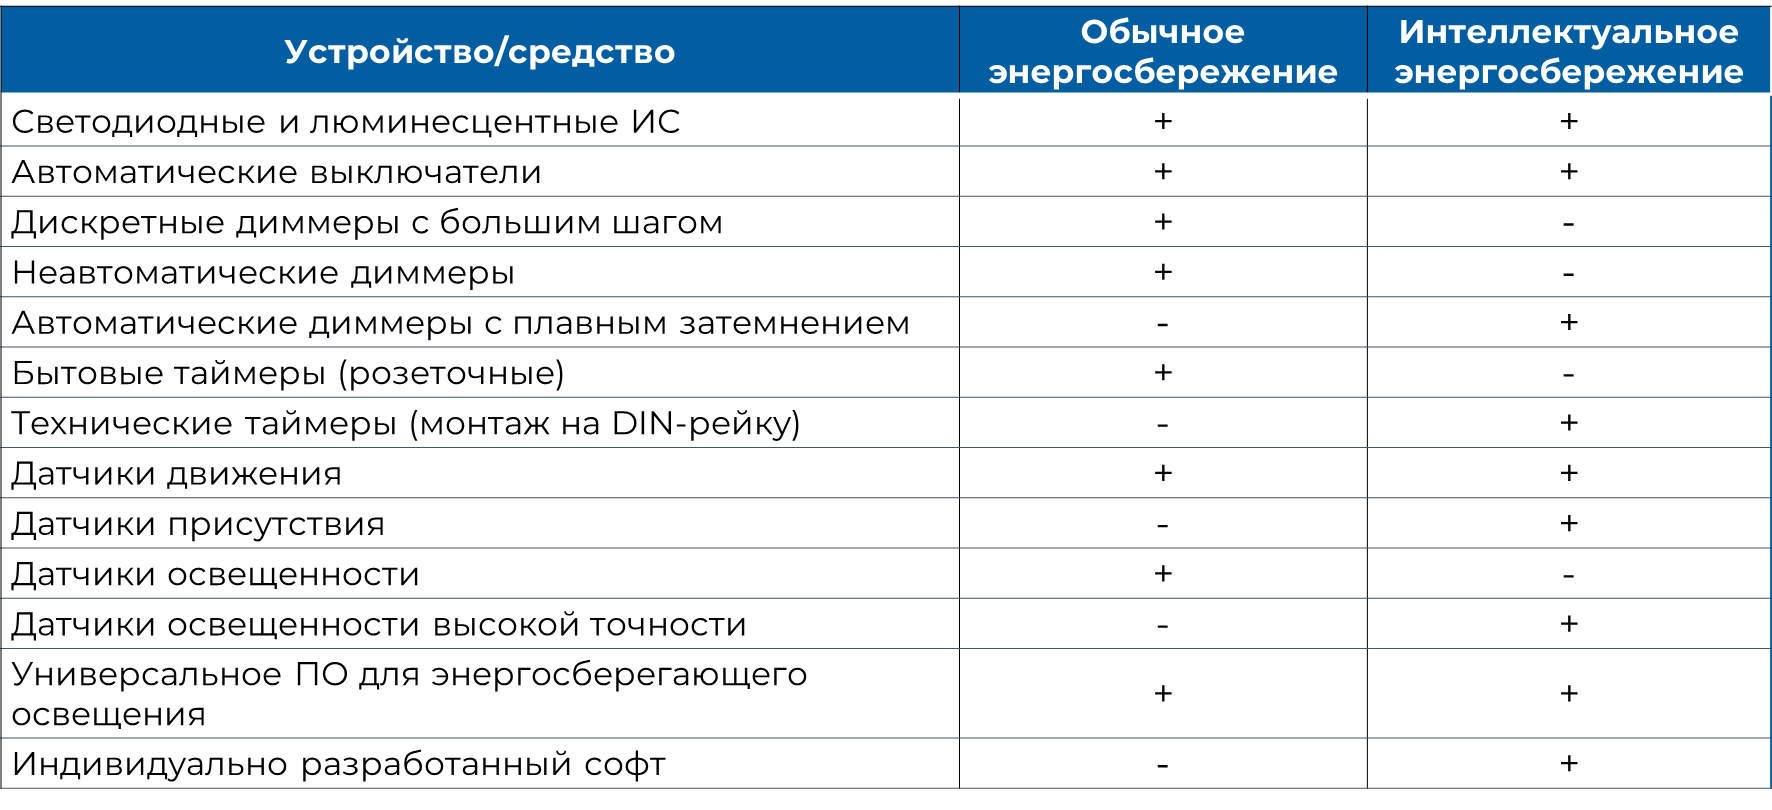 Устройство/средство
Обычное
энергосбережение
Интеллектуальное
энергосбережение
Светодиодные и люминесцентные ИС + +
Автоматические выключатели + +
Дискретные диммеры с большим шагом + -
Неавтоматические диммеры + -
Автоматические диммеры с плавным затемнением - +
Бытовые таймеры (розеточные) + -
Технические таймеры (монтаж на DIN-рейку) - +
Датчики движения + +
Датчики присутствия - +
Датчики освещенности + -
Датчики освещенности высокой точности - +
Универсальное ПО для энергосберегающего
освещения + +
Индивидуально разработанный софт - +